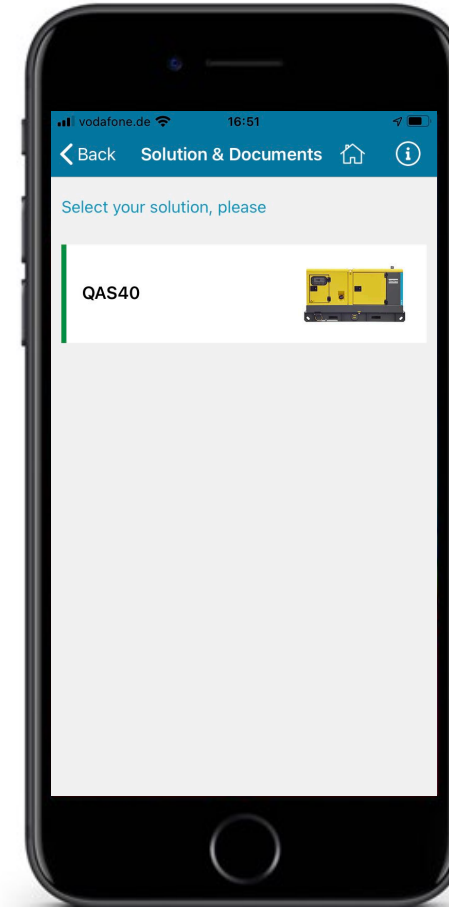 vodafone.de
16:51
Back
Solution & Documents
Select your solution, please
QAS40